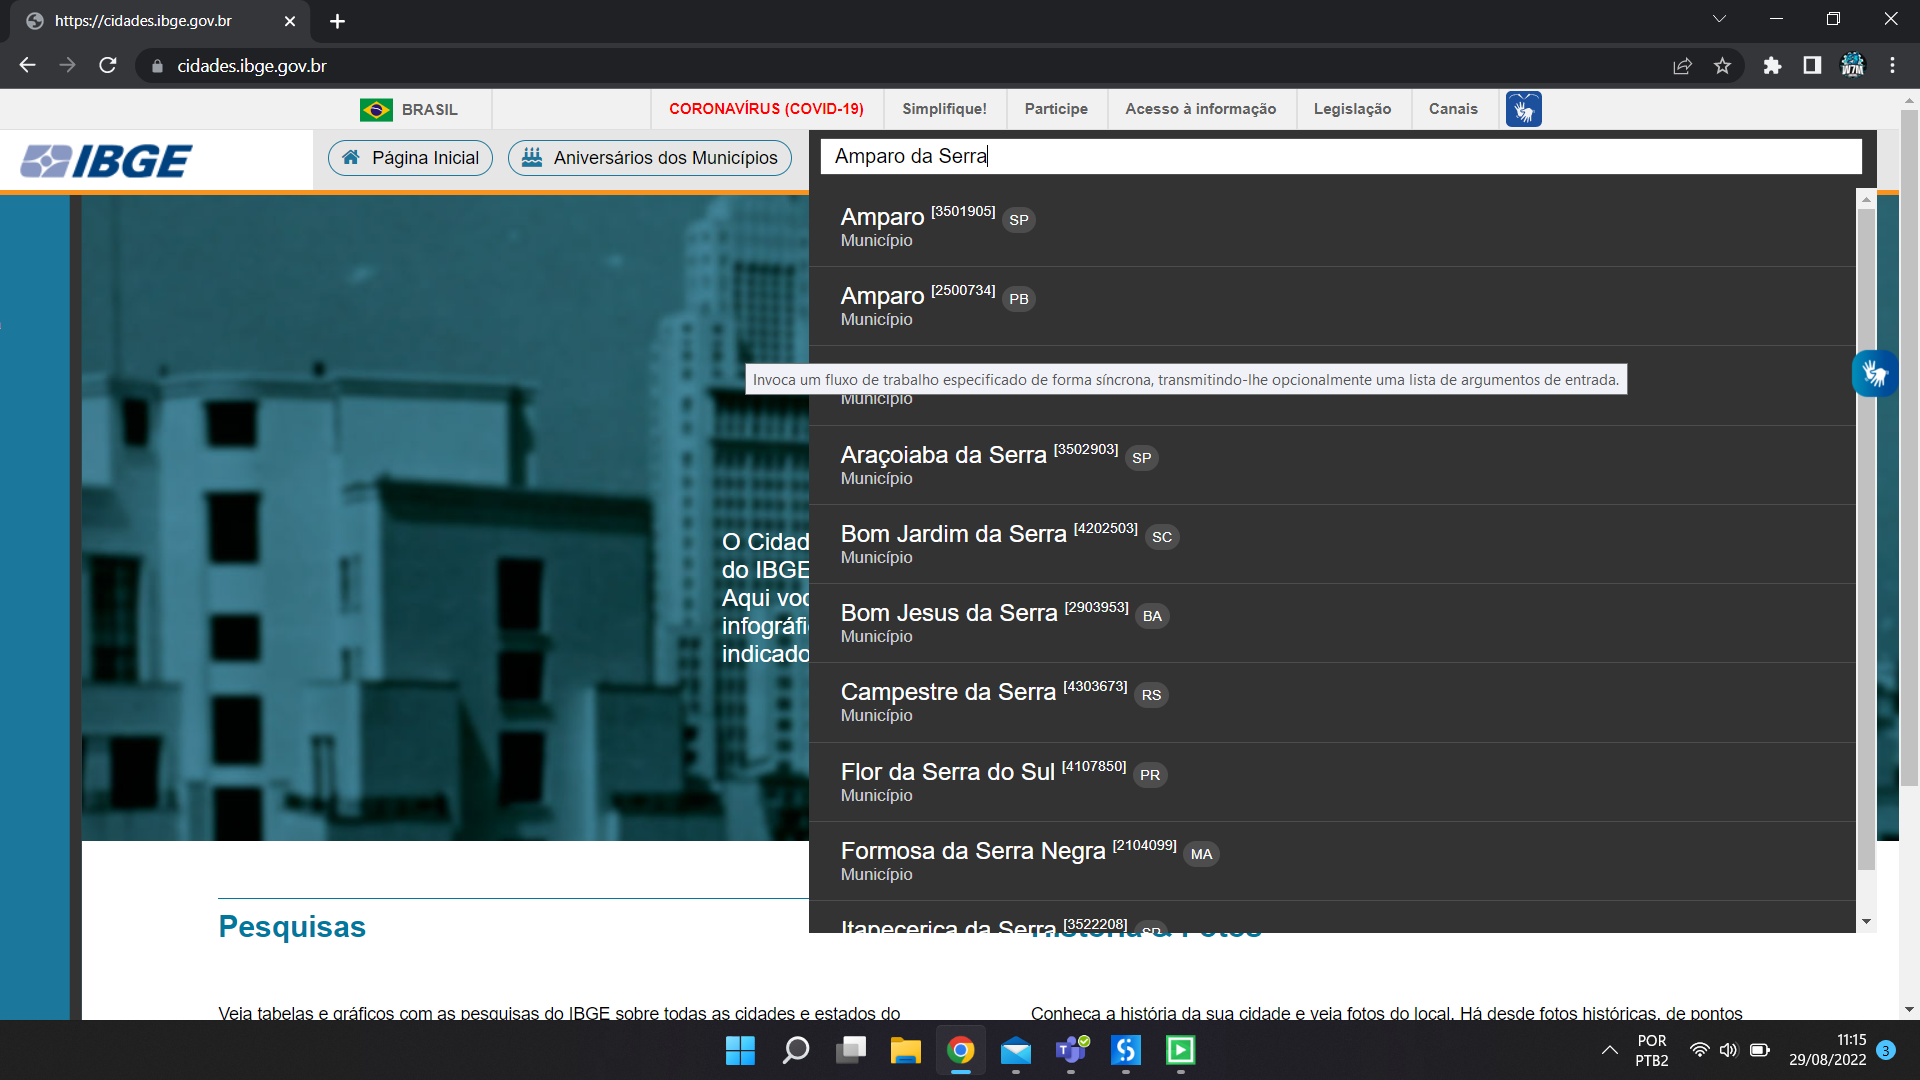 https://cidades.ibge.gov.br
cidades.ibge.gov.br
BRASIL
CORONAVÍRUS (COVID-19)
Simplifique!
Participe
Acesso à informação
Legislação
Canais
IBGE
Página Inicial
Aniversários dos Municípios
Amparo da Serra
Amparo [3501905] SP
Município
Amparo [2500734] PB
Município
Invoca um fluxo de trabalho especificado de forma síncrona, transmitindo-lhe opcionalmente uma lista de argumentos de entrada.
Município
Araçoiaba da Serra [3502903] SP
Município
Bom Jardim da Serra [4202503] SC
Município
Bom Jesus da Serra [2903953] BA
Município
Campestre da Serra [4303673] RS
Município
Flor da Serra do Sul [4107850] PR
Município
Formosa da Serra Negra [2104099] MA
Município
Itapecerica da Serra [3522208] SP
O Cidad
do IBGE
Aqui voc
infográfi
indicado
Pesquisas
História & Fotos
Veja tabelas e gráficos com as pesquisas do IBGE sobre todas as cidades e estados do
Conheça a história da sua cidade e veja fotos do local. Há desde fotos históricas, de pontos
POR
PTB2
11:15
29/08/2022
3